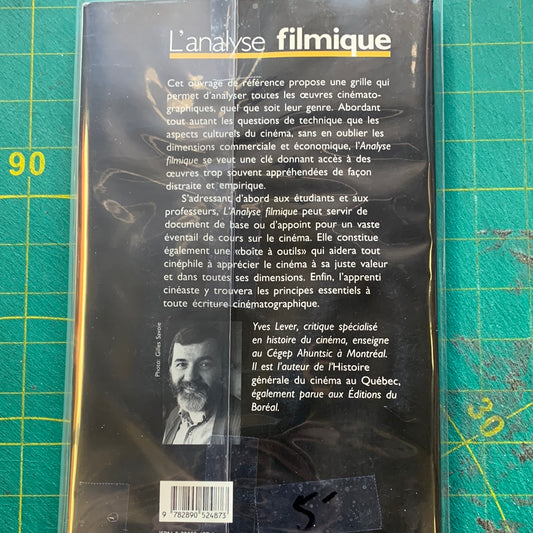 L'analyse filmique
Cet ouvrage de référence propose une grille qui
permet d'analyser toutes les œuvres cinémato-
graphiques, quel que soit leur genre. Abordant
tout autant les questions de technique que les
aspects culturels du cinéma, sans en oublier les
dimensions commerciale et économique, l'Analyse
filmique se veut une clé donnant accès à des
œuvres trop souvent appréhendées de façon
distraite et empirique.
S'adressant d'abord aux étudiants et aux
professeurs, L'Analyse filmique peut servir de
document de base ou d'appoint pour un vaste
éventail de cours sur le cinéma. Elle constitue
également une «boîte à outils» qui aidera tout
cinéphile à apprécier le cinéma à sa juste valeur
et dans toutes ses dimensions. Enfin, l'apprenti
cinéaste y trouvera les principes essentiels à
toute écriture cinématographique.
Photo: Gilles Savoie
Yves Lever, critique spécialisé
en histoire du cinéma, enseigne
au Cégep Ahuntsic à Montréal.
Il est l'auteur de l'Histoire
générale du cinéma au Québec,
également parue aux Éditions du
Boréal.
9 782890 524873
5-
90
30